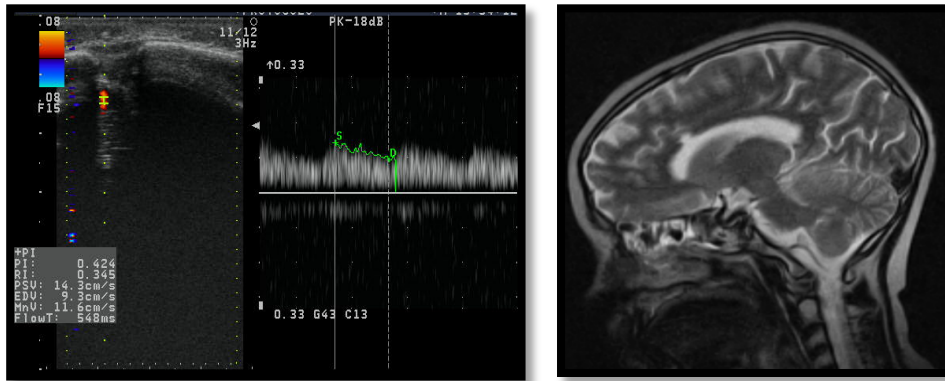 PK-18dB
.08
11/12
3Hz
↑0.33
.08
F15
S
D
+PI
PI: 0.424
RI: 0.345
PSV: 14.3cm/s
EDV: 9.3cm/s
MnV: 11.6cm/s
FlowT: 548ms
0.33 G43 C13